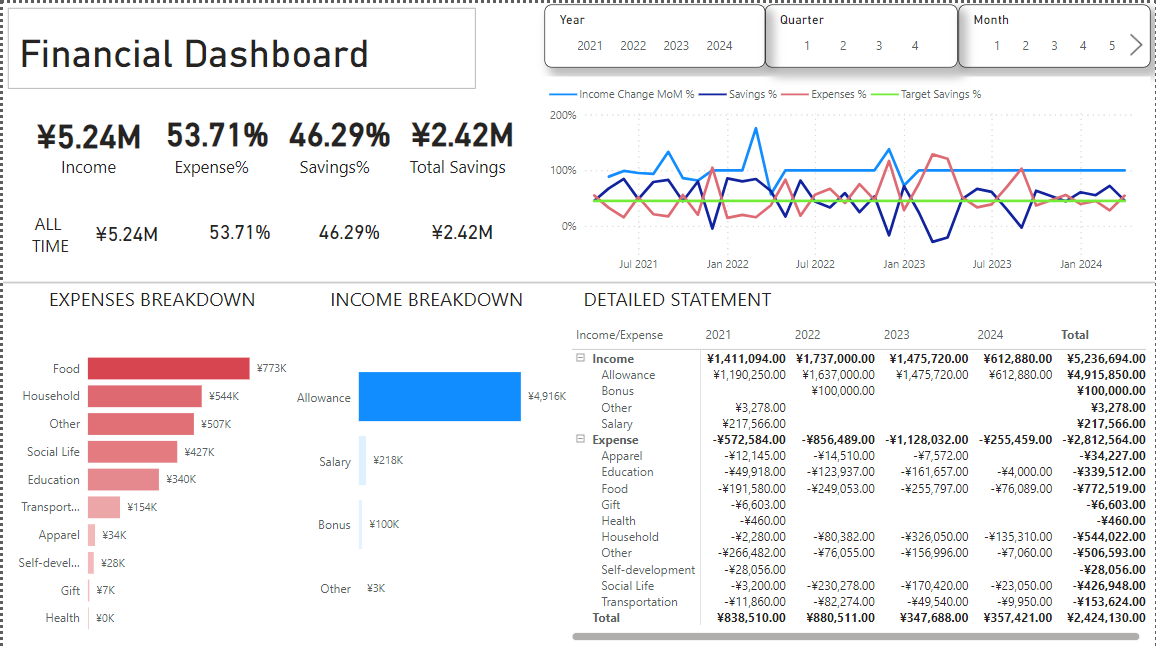 Financial Dashboard
Year
2021 2022 2023 2024
Quarter
1 2 3 4
Month
1 2 3 4 5
¥5.24M 53.71% 46.29% ¥2.42M
Income Expense% Savings% Total Savings
ALL
TIME
¥5.24M 53.71% 46.29% ¥2.42M
Income Change MoM % Savings % Expenses % Target Savings %
200%
100%
0%
Jul 2021 Jan 2022 Jul 2022 Jan 2023 Jul 2023 Jan 2024
EXPENSES BREAKDOWN
Food ¥773K
Household ¥544K
Other ¥507K
Social Life ¥427K
Education ¥340K
Transport... ¥154K
Apparel ¥34K
Self-devel... ¥28K
Gift ¥7K
Health ¥0K
INCOME BREAKDOWN
Allowance ¥4,916K
Salary ¥218K
Bonus ¥100K
Other ¥3K
DETAILED STATEMENT
Income/Expense 2021 2022 2023 2024 Total
Income ¥1,411,094.00 ¥1,737,000.00 ¥1,475,720.00 ¥612,880.00 ¥5,236,694.00
Allowance ¥1,190,250.00 ¥1,637,000.00 ¥1,475,720.00 ¥612,880.00 ¥4,915,850.00
Bonus ¥100,000.00 ¥100,000.00
Other ¥3,278.00 ¥3,278.00
Salary ¥217,566.00 ¥217,566.00
Expense -¥572,584.00 -¥856,489.00 -¥1,128,032.00 -¥255,459.00 -¥2,812,564.00
Apparel -¥12,145.00 -¥14,510.00 -¥7,572.00 -¥34,227.00
Education -¥49,918.00 -¥123,937.00 -¥161,657.00 -¥4,000.00 -¥339,512.00
Food -¥191,580.00 -¥249,053.00 -¥255,797.00 -¥76,089.00 -¥772,519.00
Gift -¥6,603.00 -¥6,603.00
Health -¥460.00 -¥460.00
Household -¥2,280.00 -¥80,382.00 -¥326,050.00 -¥135,310.00 -¥544,022.00
Other -¥266,482.00 -¥76,055.00 -¥156,996.00 -¥7,060.00 -¥506,593.00
Self-development -¥28,056.00 -¥28,056.00
Social Life -¥3,200.00 -¥230,278.00 -¥170,420.00 -¥23,050.00 -¥426,948.00
Transportation -¥11,860.00 -¥82,274.00 -¥49,540.00 -¥9,950.00 -¥153,624.00
Total ¥838,510.00 ¥880,511.00 ¥347,688.00 ¥357,421.00 ¥2,424,130.00